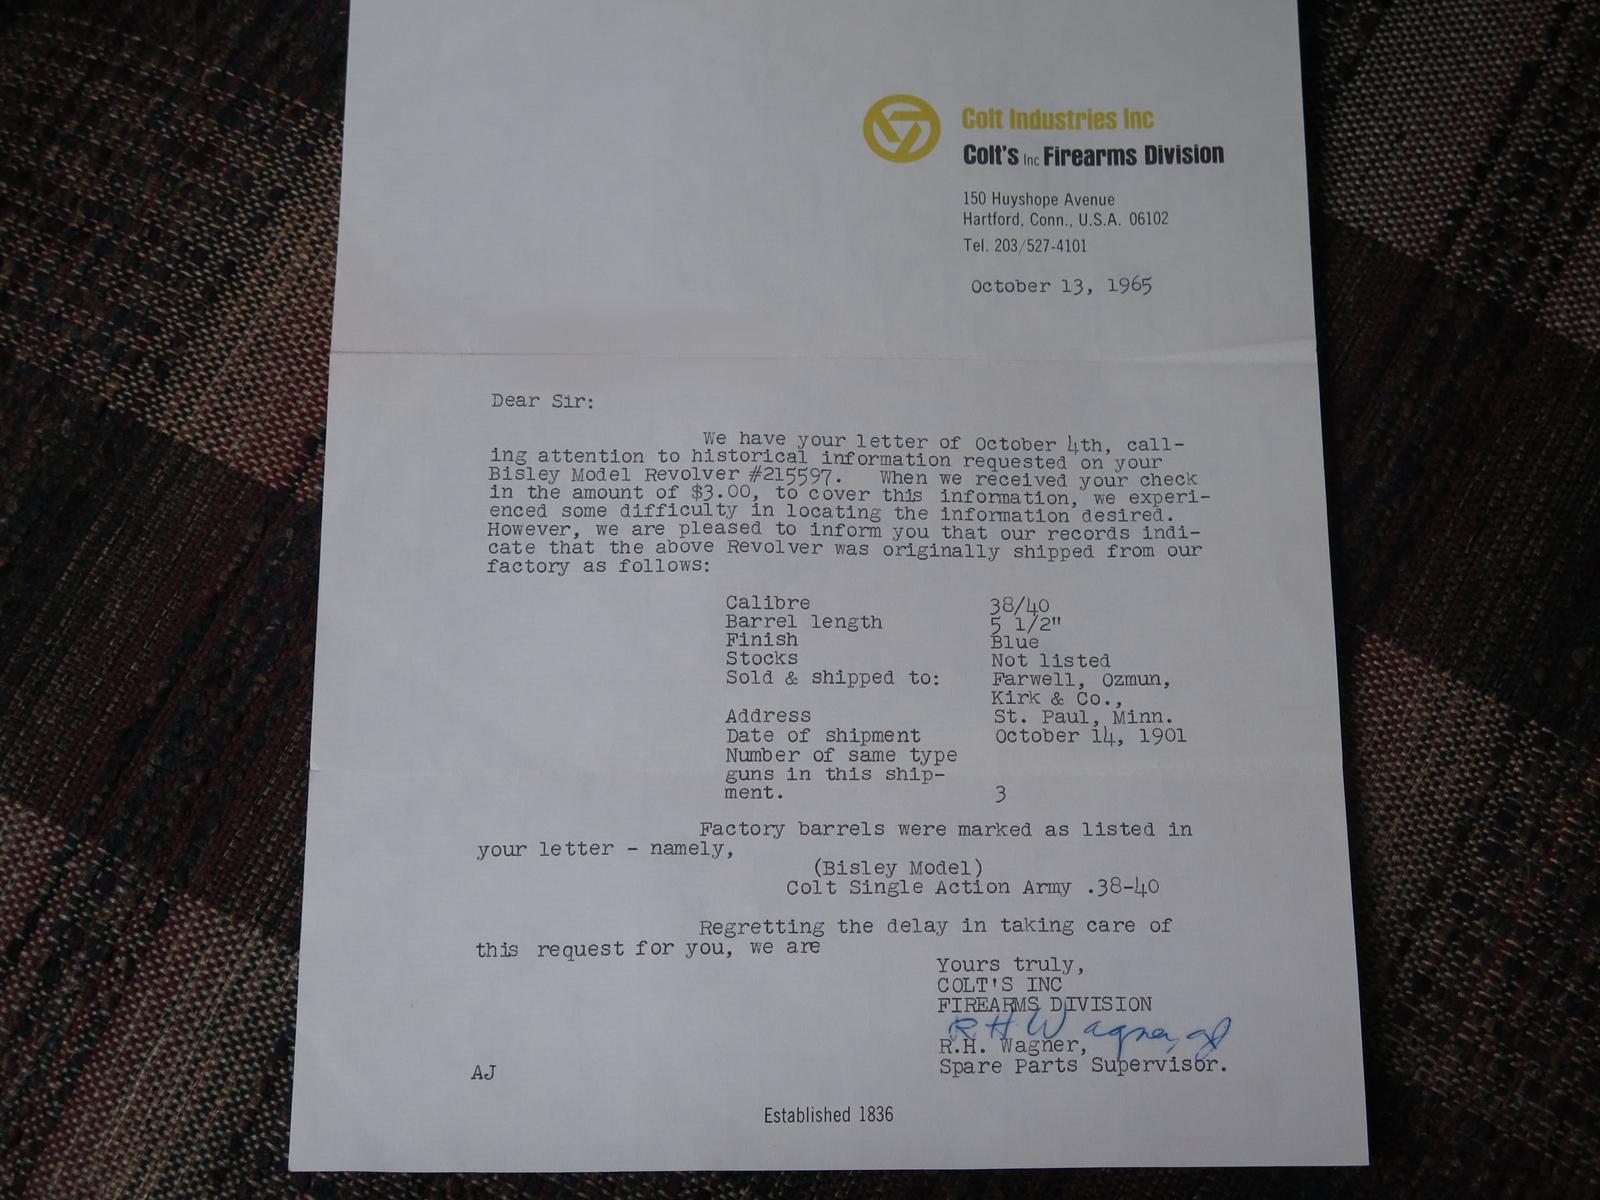 Colt Industries Inc
Colt's Inc Firearms Division
150 Huyshope Avenue
Hartford, Conn., U.S.A. 06102
Tel. 203/527-4101
October 13, 1965
Dear Sir:
We have your letter of October 4th, call-
ing attention to historical information requested on your
Bisley Model Revolver #215597. When we received your check
in the amount of $3.00, to cover this information, we experi-
enced some difficulty in locating the information desired.
However, we are pleased to inform you that our records indi-
cate that the above Revolver was originally shipped from our
factory as follows:
Calibre 38/40
Barrel length 5 1/2"
Finish Blue
Stocks Not listed
Sold & shipped to: Farwell, Ozmun,
Kirk & Co.,
Address St. Paul, Minn.
Date of shipment October 14, 1901
Number of same type
guns in this ship-
ment. 3
Factory barrels were marked as listed in
your letter - namely,
(Bisley Model)
Colt Single Action Army .38-40
Regretting the delay in taking care of
this request for you, we are
Yours truly,
COLT'S INC
FIREARMS DIVISION
R H Wagner, aj
R.H. Wagner,
Spare Parts Supervisor.
AJ
Established 1836